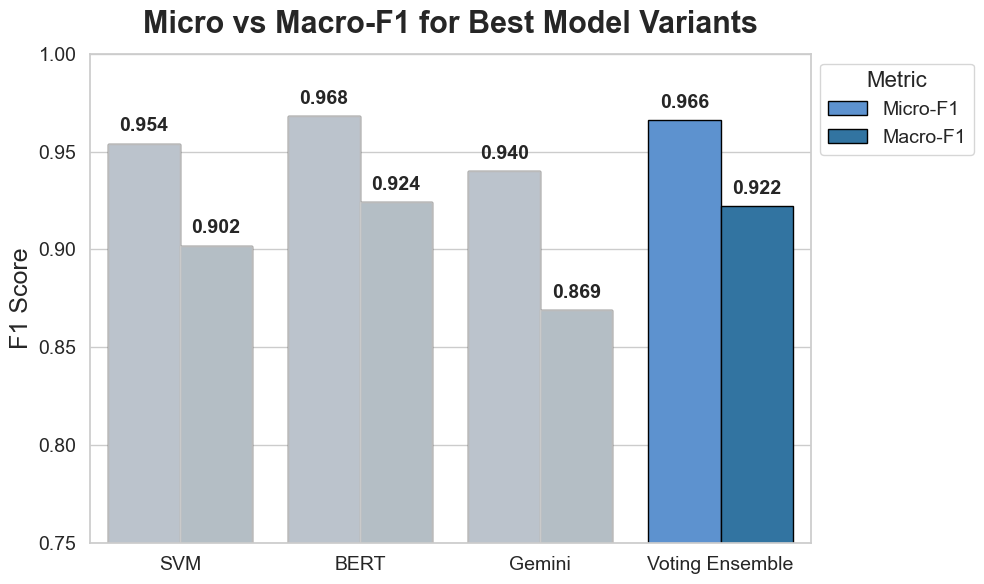 Micro vs Macro-F1 for Best Model Variants
F1 Score
1.00
0.95
0.90
0.85
0.80
0.75
0.954
0.902
0.968
0.924
0.940
0.869
0.966
0.922
SVM
BERT
Gemini
Voting Ensemble
Metric
Micro-F1
Macro-F1